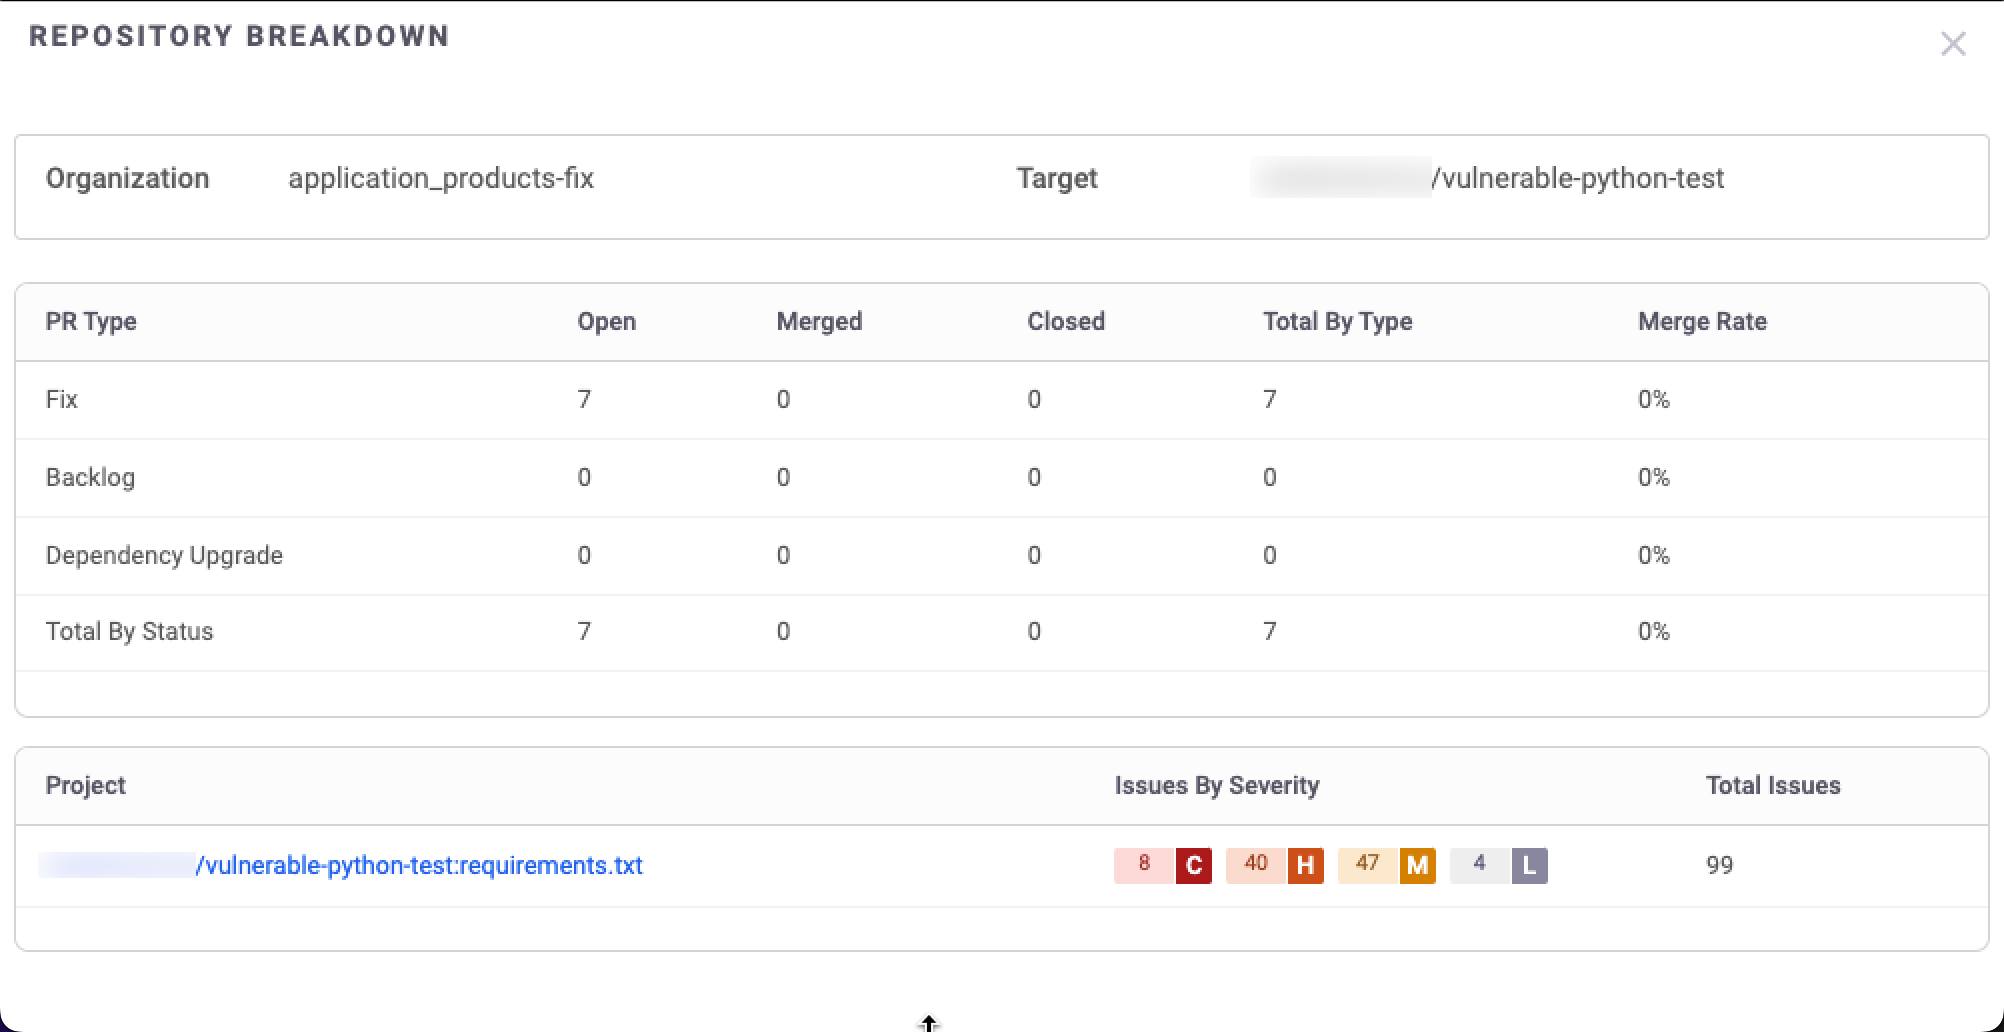 REPOSITORY BREAKDOWN
Organization application_products-fix Target /vulnerable-python-test
PR Type Open Merged Closed Total By Type Merge Rate
Fix 7 0 0 7 0%
Backlog 0 0 0 0 0%
Dependency Upgrade 0 0 0 0 0%
Total By Status 7 0 0 7 0%
Project Issues By Severity Total Issues
/vulnerable-python-test:requirements.txt 8 C 40 H 47 M 4 L 99